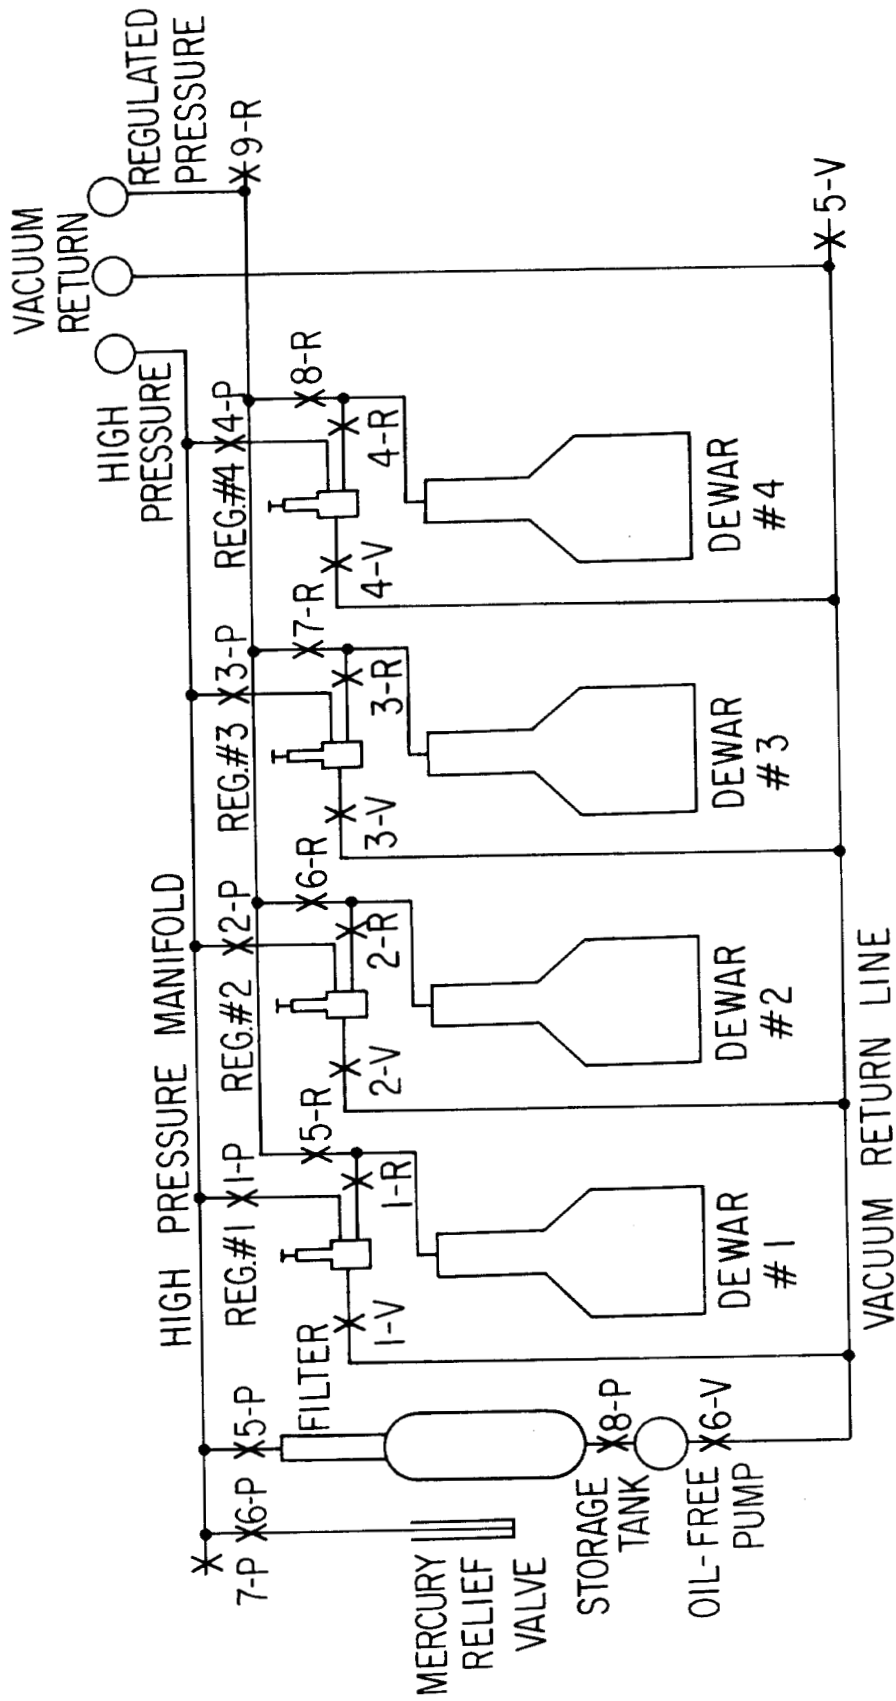 HIGH PRESSURE MANIFOLD
HIGH
PRESSURE
VACUUM
RETURN
REGULATED
PRESSURE
7-P
6-P
5-P
REG.#1
1-P
REG.#2
2-P
REG.#3
3-P
REG.#4
4-P
9-R
FILTER
5-R
6-R
7-R
8-R
1-V
1-R
2-V
2-R
3-V
3-R
4-V
4-R
MERCURY
RELIEF
VALVE
STORAGE
TANK
8-P
OIL-FREE
PUMP
6-V
DEWAR
#1
DEWAR
#2
DEWAR
#3
DEWAR
#4
5-V
VACUUM RETURN LINE